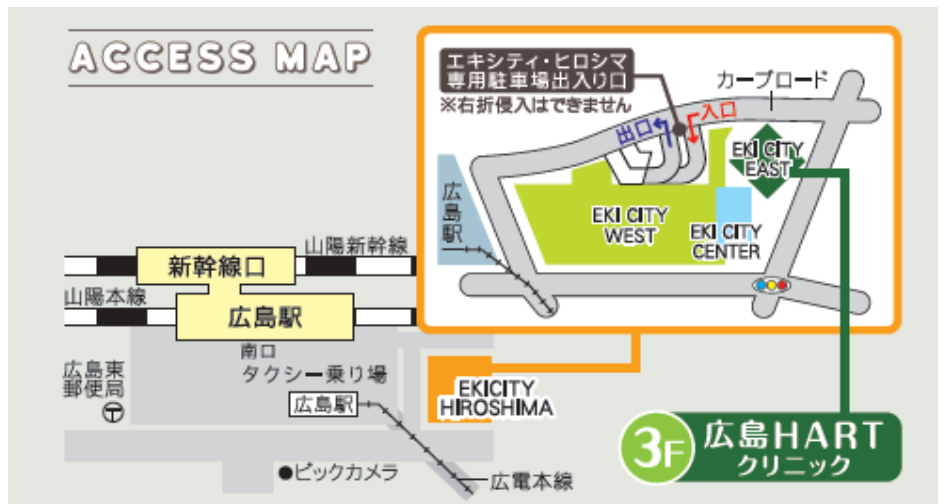 ACCESS MAP
エキシティ・ヒロシマ
専用駐車場出入り口
※右折侵入はできません
カープロード
出口
入口
EKI CITY
EAST
広島駅
EKI CITY
WEST
EKI CITY
CENTER
山陽新幹線
新幹線口
山陽本線
広島駅
南口
タクシー乗り場
広島東
郵便局
〒
広島駅
EKICITY
HIROSHIMA
●ビックカメラ
広電本線
3F
広島HART
クリニック